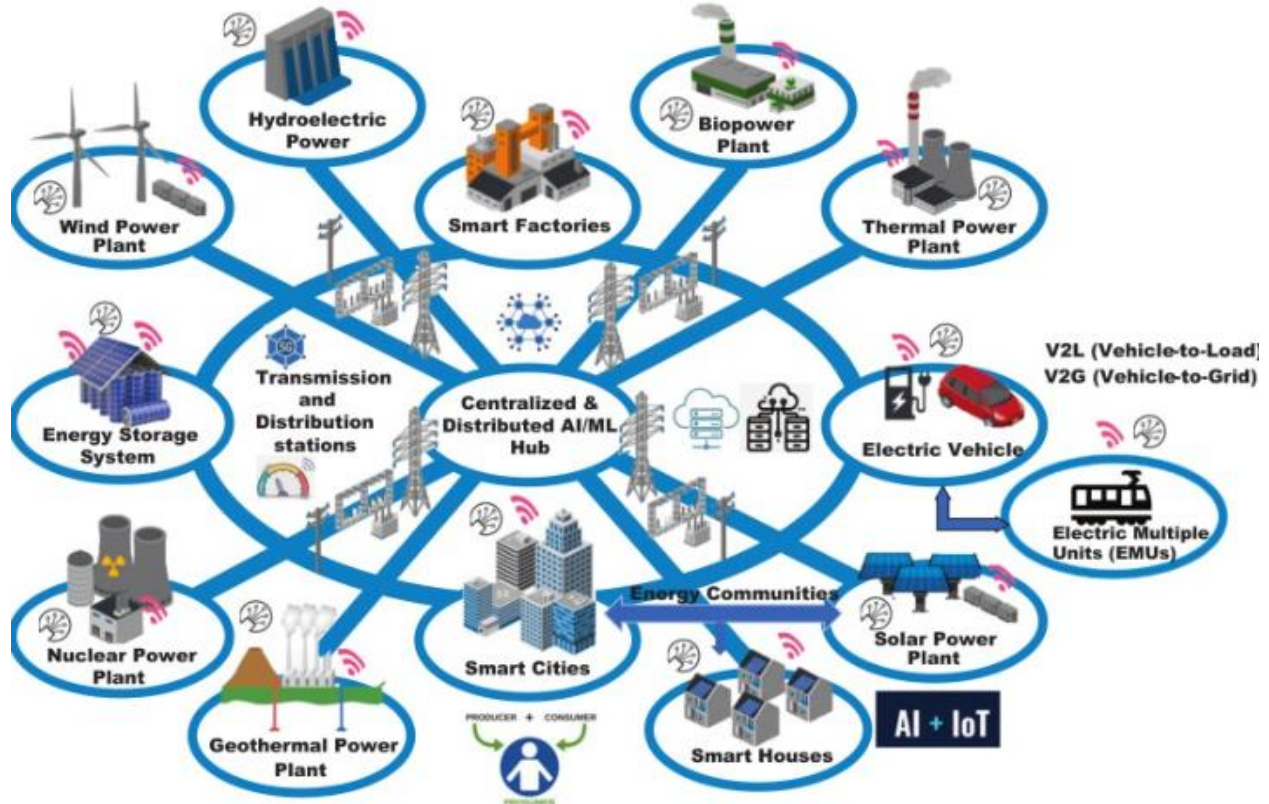 Hydroelectric
Power
Biopower
Plant
Wind Power
Plant
Smart Factories
Thermal Power
Plant
5G
Transmission
and
Distribution
stations
Energy Storage
System
Centralized &
Distributed AI/ML
Hub
Electric Vehicle
V2L (Vehicle-to-Load)
V2G (Vehicle-to-Grid)
Electric Multiple
Units (EMUs)
Nuclear Power
Plant
Geothermal Power
Plant
Smart Cities
Energy Communities
Solar Power
Plant
Smart Houses
AI + IoT
PRODUCER + CONSUMER
PROSUMER